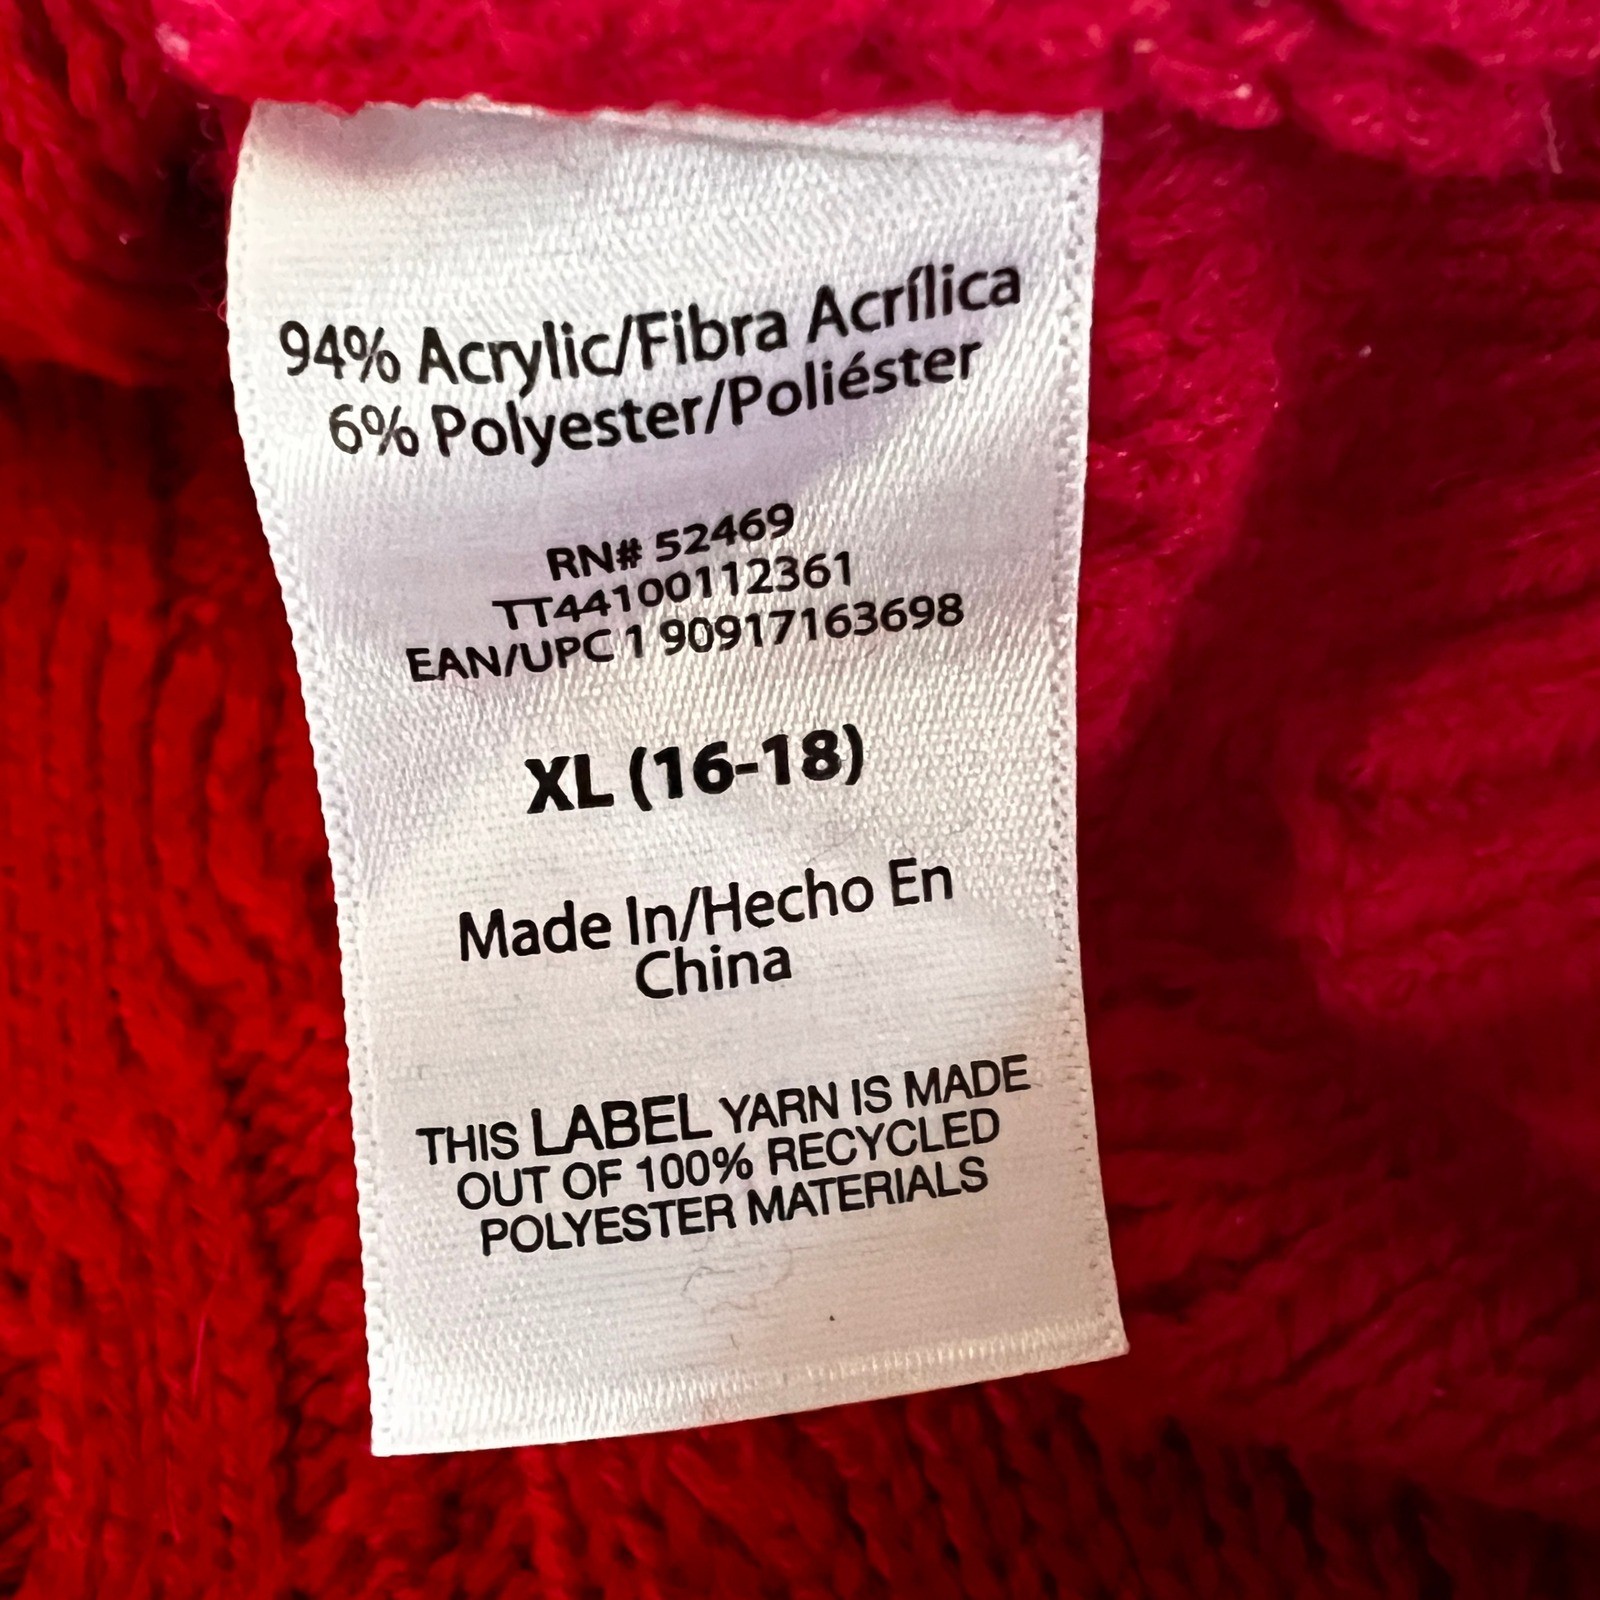 94% Acrylic/Fibra Acrílica
6% Polyester/Poliéster
RN# 52469
TT44100112361
EAN/UPC 1 90917163698
XL (16-18)
Made In/Hecho En
China
THIS LABEL YARN IS MADE
OUT OF 100% RECYCLED
POLYESTER MATERIALS